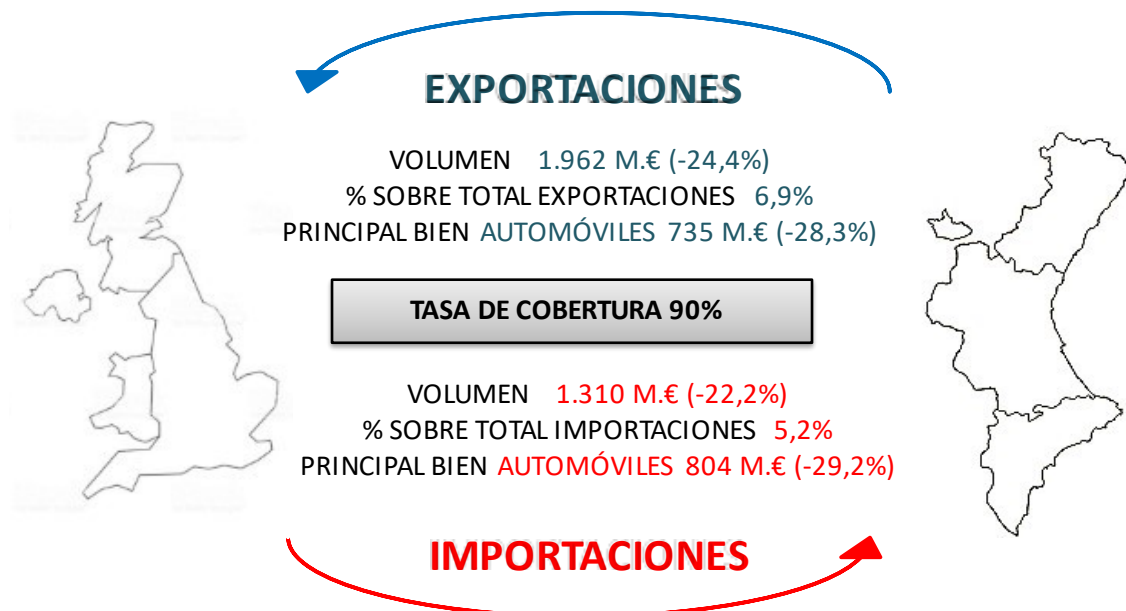 EXPORTACIONES
VOLUMEN 1.962 M.€ (-24,4%)
% SOBRE TOTAL EXPORTACIONES 6,9%
PRINCIPAL BIEN AUTOMÓVILES 735 M.€ (-28,3%)
TASA DE COBERTURA 90%
VOLUMEN 1.310 M.€ (-22,2%)
% SOBRE TOTAL IMPORTACIONES 5,2%
PRINCIPAL BIEN AUTOMÓVILES 804 M.€ (-29,2%)
IMPORTACIONES